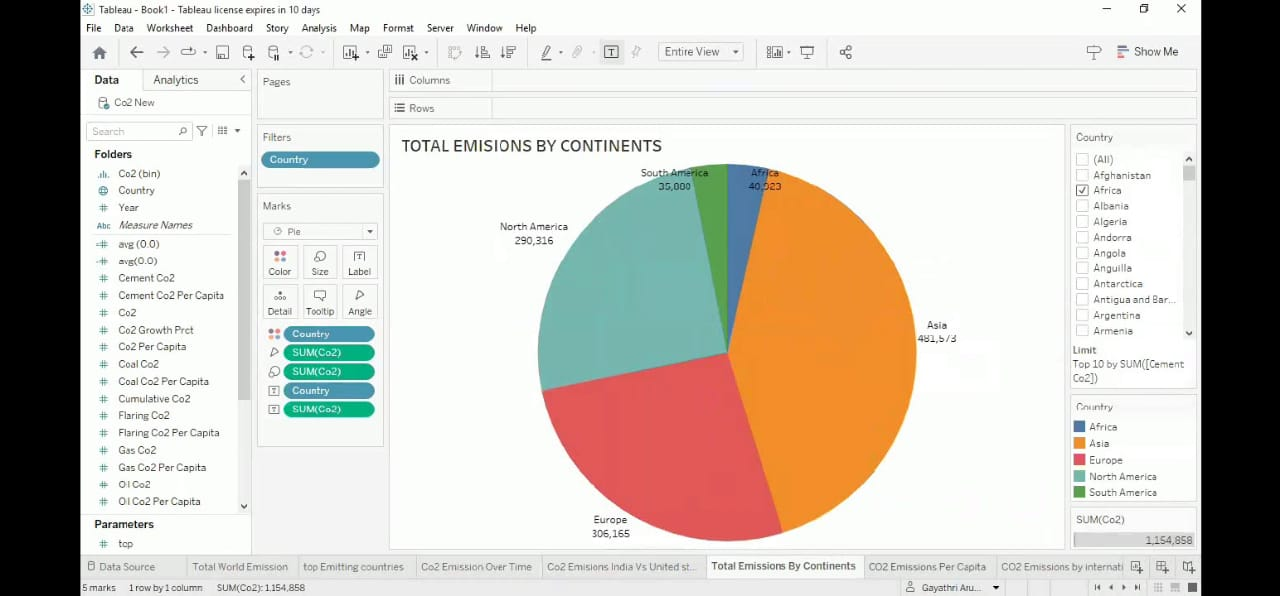 Tableau - Book1 - Tableau license expires in 10 days
File Data Worksheet Dashboard Story Analysis Map Format Server Window Help
Entire View
Show Me
Data Analytics
Co2 New
Search
Folders
Co2 (bin)
Country
Year
Abc Measure Names
avg (0.0)
avg(0.0)
Cement Co2
Cement Co2 Per Capita
Co2
Co2 Growth Prct
Co2 Per Capita
Coal Co2
Coal Co2 Per Capita
Cumulative Co2
Flaring Co2
Flaring Co2 Per Capita
Gas Co2
Gas Co2 Per Capita
Oil Co2
Oil Co2 Per Capita
Parameters
top
Pages
Filters
Country
Marks
Pie
Color Size Label
Detail Tooltip Angle
Country
SUM(Co2)
SUM(Co2)
Country
SUM(Co2)
Columns
Rows
TOTAL EMISIONS BY CONTINENTS
South America
35,880
Africa
40,923
North America
290,316
Asia
481,573
Europe
306,165
Country
(All)
Afghanistan
Africa
Albania
Algeria
Andorra
Angola
Anguilla
Antarctica
Antigua and Bar...
Argentina
Armenia
Limit
Top 10 by SUM([Cement
Co2])
Country
Africa
Asia
Europe
North America
South America
SUM(Co2)
1,154,858
Data Source Total World Emission top Emitting countries Co2 Emission Over Time Co2 Emisions India Vs United st... Total Emissions By Continents CO2 Emissions Per Capita CO2 Emissions by internati
5 marks 1 row by 1 column SUM(Co2): 1,154,858
Gayathri Aru...